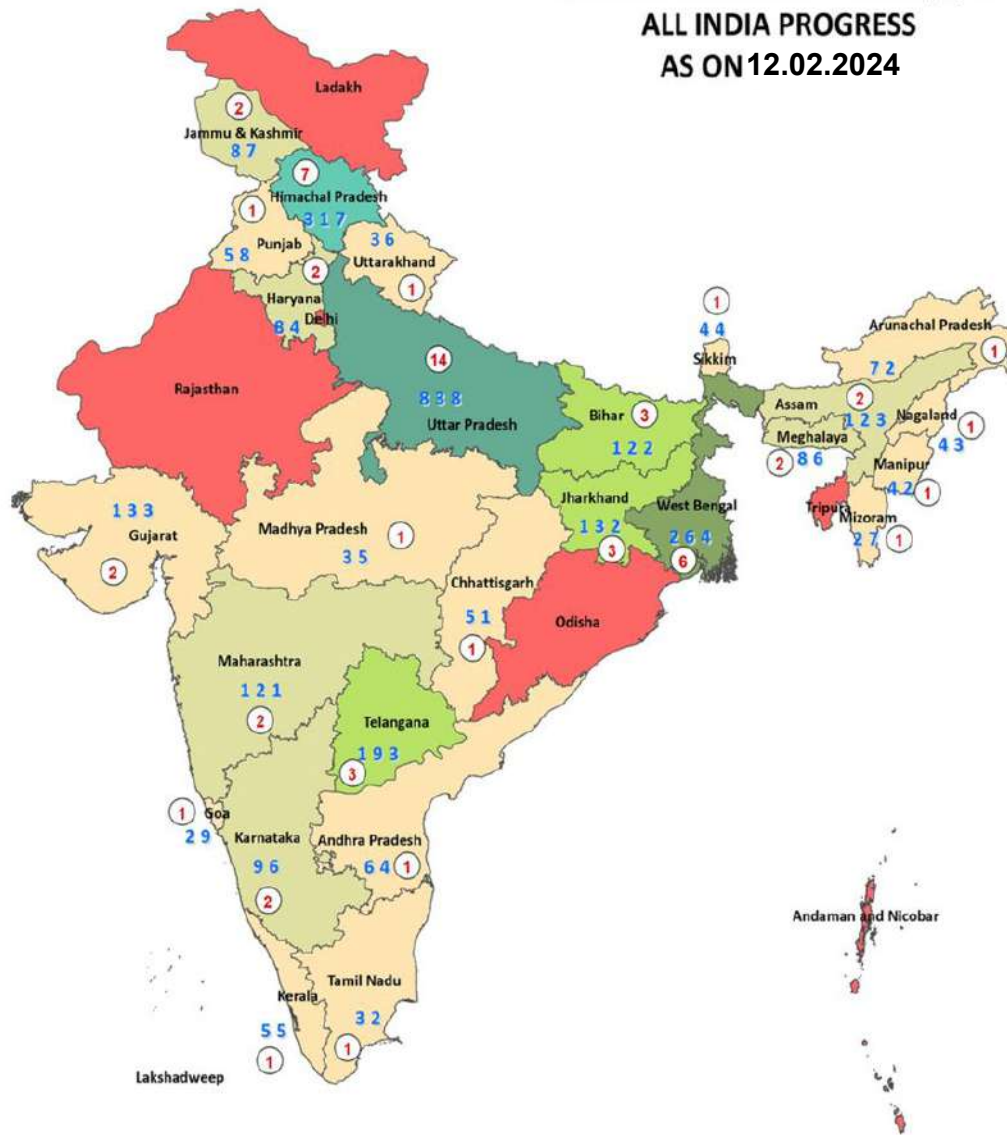 ALL INDIA PROGRESS
AS ON 12.02.2024
Ladakh
2
Jammu & Kashmir
8 7
7
Himachal Pradesh
3 1 7
1
Punjab
5 8
3 6
Uttarakhand
1
2
Haryana
8 4
Delhi
1
4 4
Sikkim
Arunachal Pradesh
1
7 2
Rajasthan
14
8 3 8
Uttar Pradesh
Bihar
3
1 2 2
Assam
2
1 2 3
Nagaland
1
4 3
Meghalaya
2
8 6
Manipur
4 2
1
Tripura
Mizoram
2 7
1
Jharkhand
1 3 2
3
West Bengal
2 6 4
6
1 3 3
Gujarat
2
Madhya Pradesh
1
3 5
Chhattisgarh
5 1
1
Odisha
Maharashtra
1 2 1
2
Telangana
1 9 3
3
1
Goa
2 9
Karnataka
9 6
2
Andhra Pradesh
6 4
1
Andaman and Nicobar
Tamil Nadu
3 2
1
Kerala
5 5
1
Lakshadweep